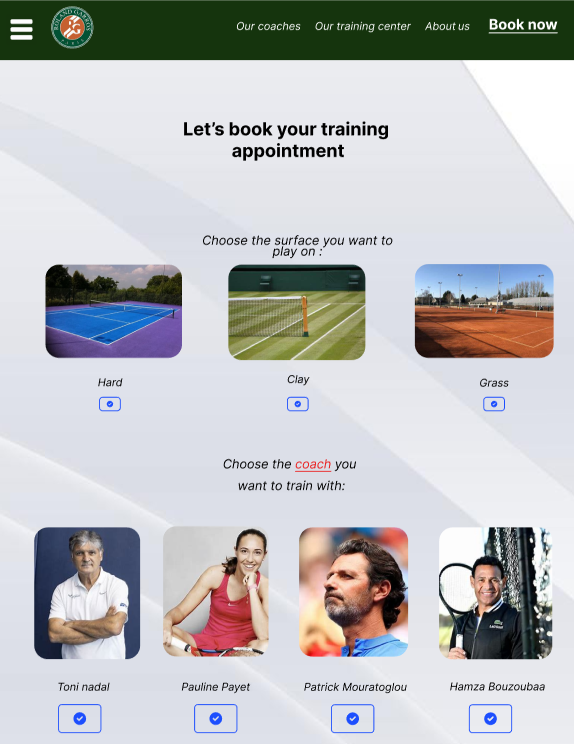 ROLAND GARROS
PARIS
Our coaches Our training center About us Book now
Let’s book your training
appointment
Choose the surface you want to
play on :
Hard Clay Grass
Choose the coach you
want to train with:
Toni nadal Pauline Payet Patrick Mouratoglou Hamza Bouzoubaa